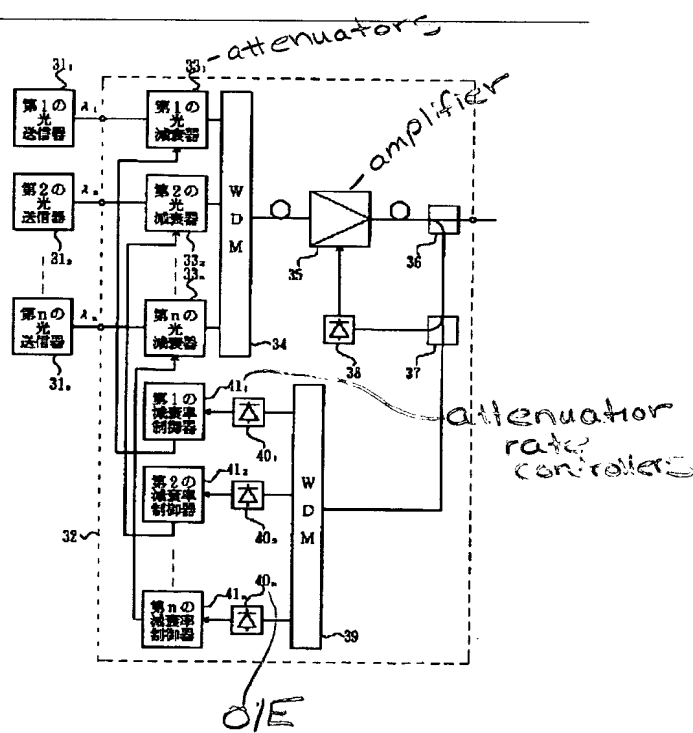 attenuators
31₁
33₁
amplifier
第1の
光
送信器
λ₁
第1の
光
減衰器
第2の
光
送信器
λ₂
第2の
光
減衰器
31₂
33₂
33ₙ
第nの
光
送信器
λₙ
第nの
光
減衰器
31ₙ
W
D
M
34
35
36
37
38
第1の
減衰率
制御器
41₁
40₁
attenuation
rate
controllers
第2の
減衰率
制御器
41₂
40₂
32
第nの
減衰率
制御器
41ₙ
40ₙ
W
D
M
39
O/E